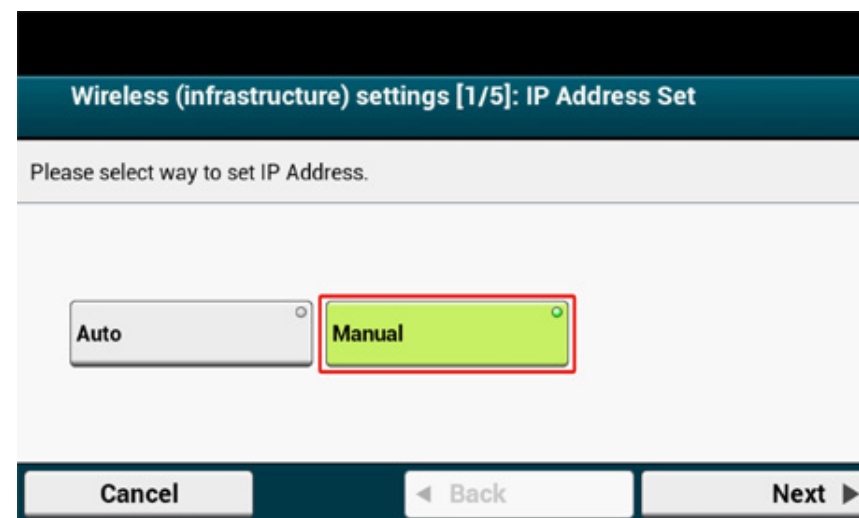 Wireless (infrastructure) settings [1/5]: IP Address Set
Please select way to set IP Address.
Auto
Manual
Cancel
Back
Next